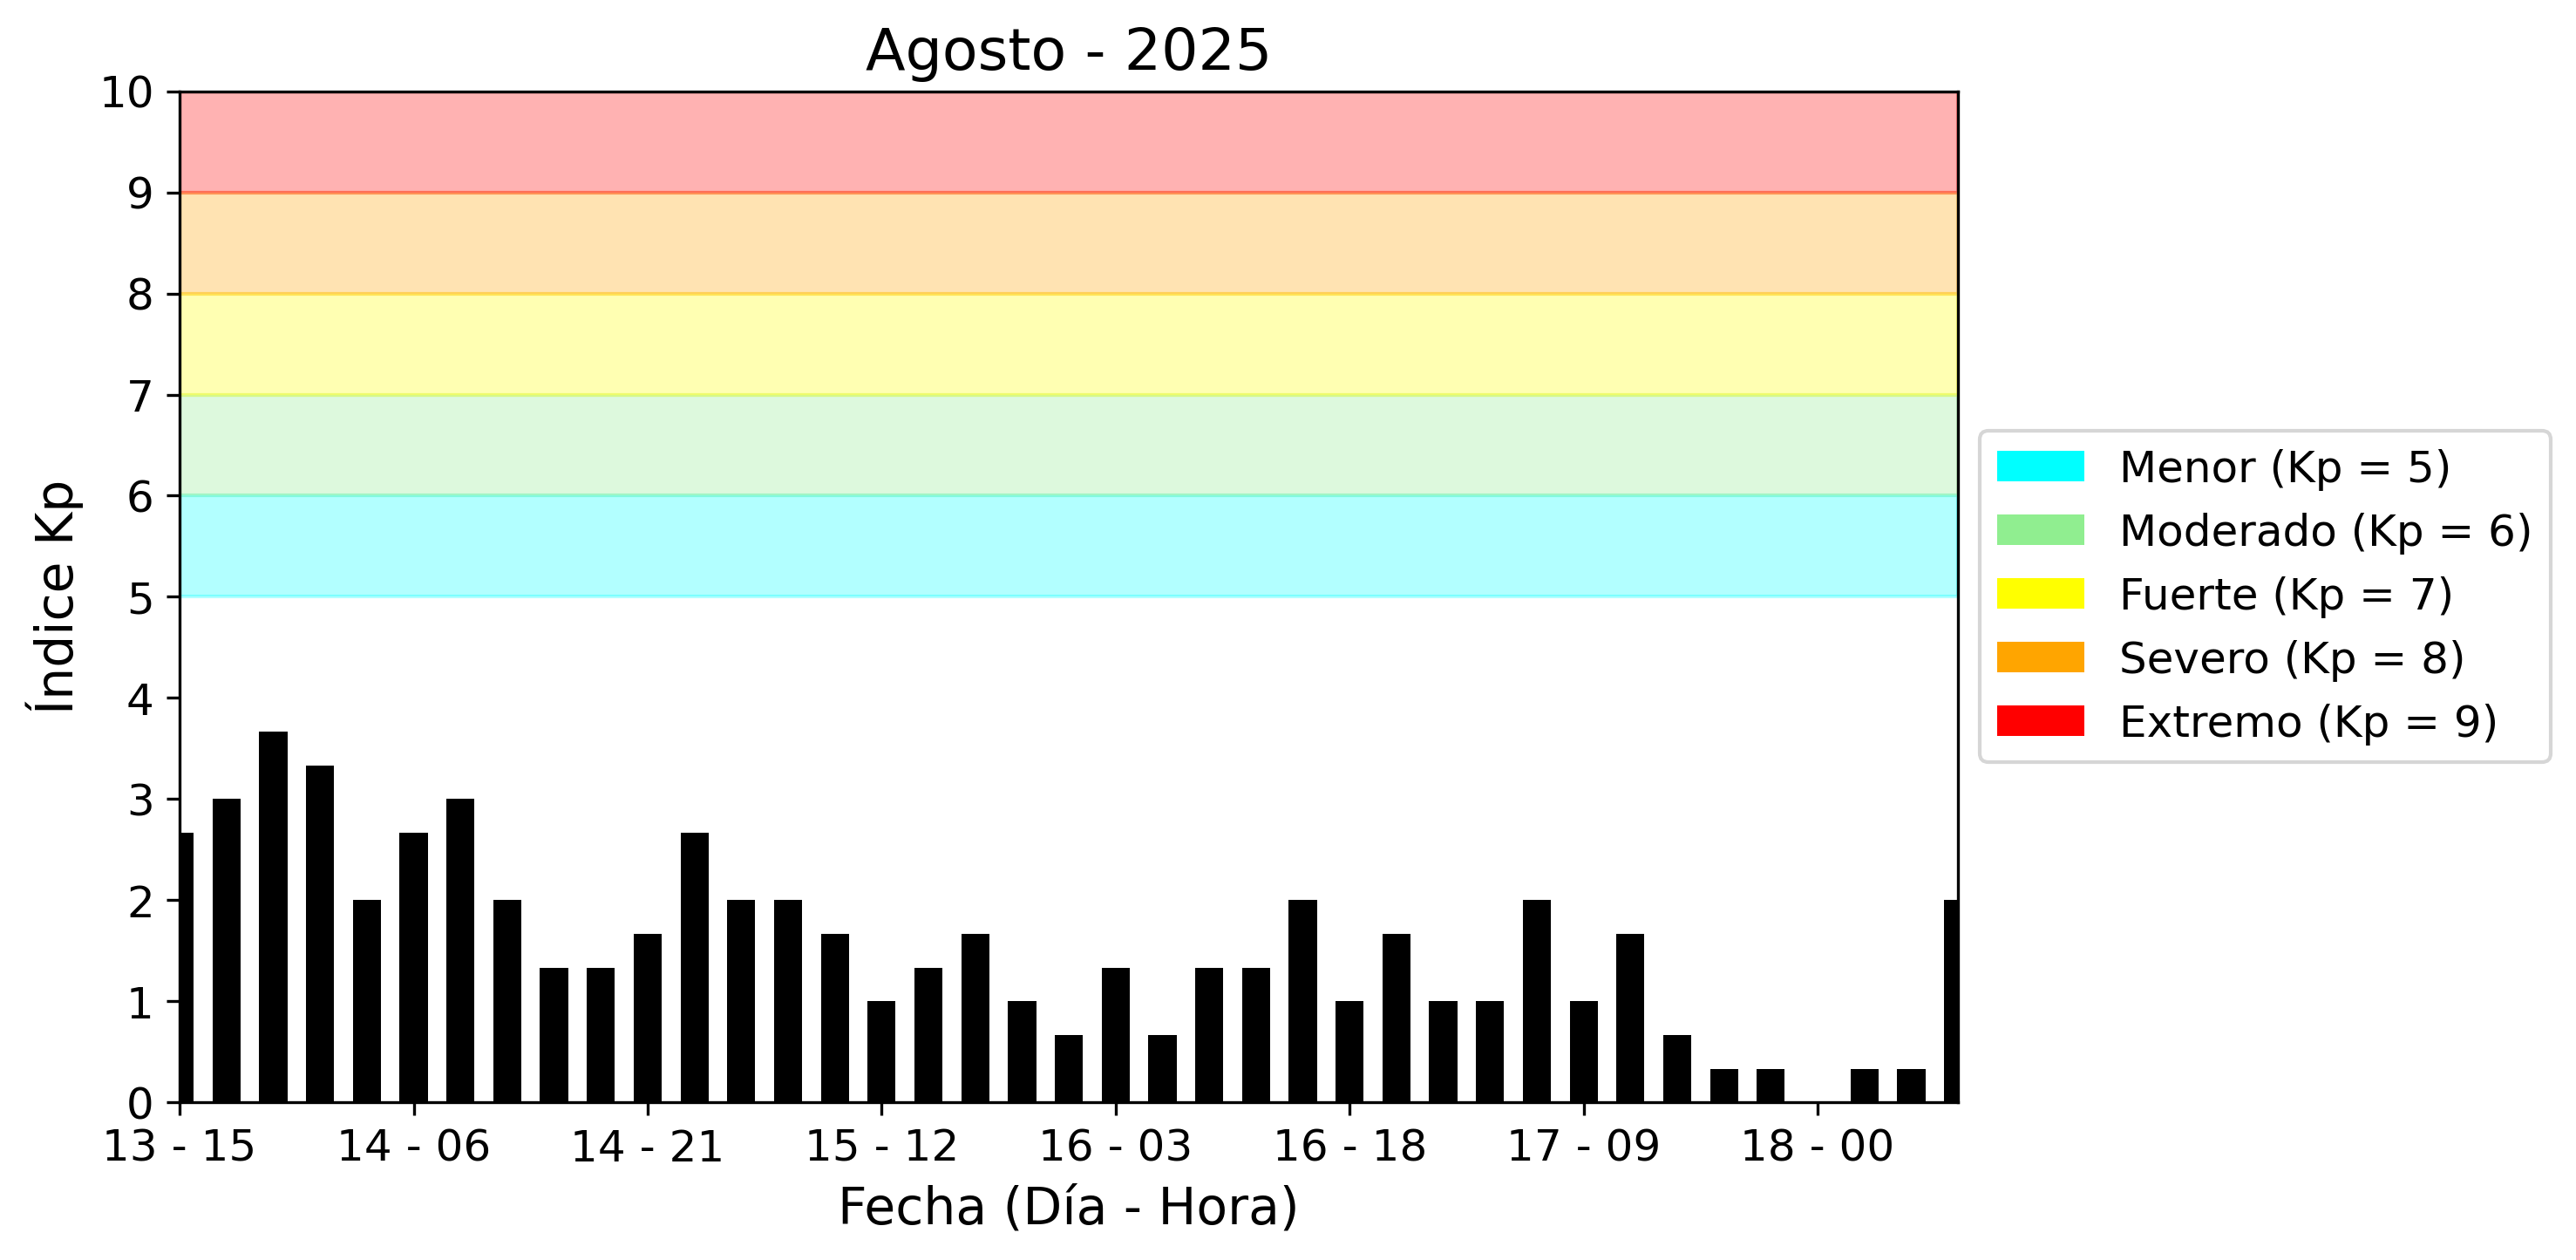 Agosto - 2025
10
9
8
7
6
5
4
3
2
1
0
Índice Kp
13 - 15 14 - 06 14 - 21 15 - 12 16 - 03 16 - 18 17 - 09 18 - 00
Fecha (Día - Hora)
Menor (Kp = 5)
Moderado (Kp = 6)
Fuerte (Kp = 7)
Severo (Kp = 8)
Extremo (Kp = 9)